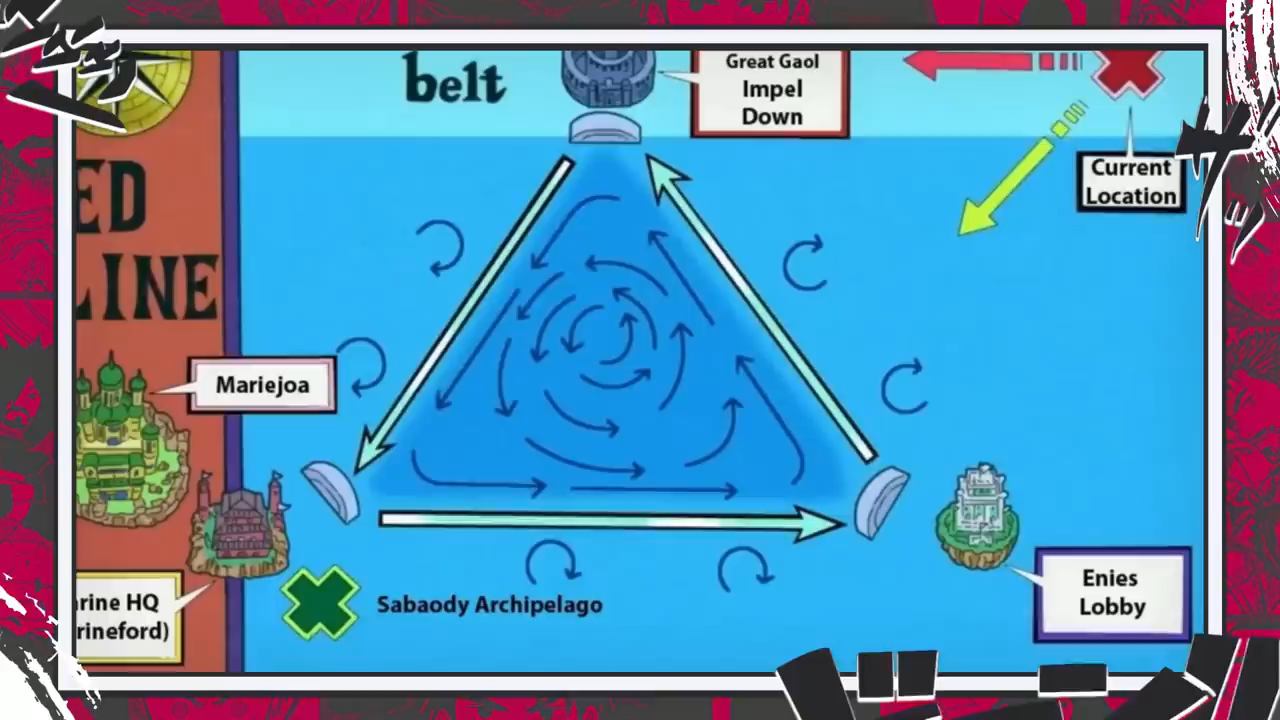 belt
Great Gaol
Impel
Down
Current
Location
ED
LINE
Mariejoa
rine HQ
rineford)
Sabaody Archipelago
Enies
Lobby